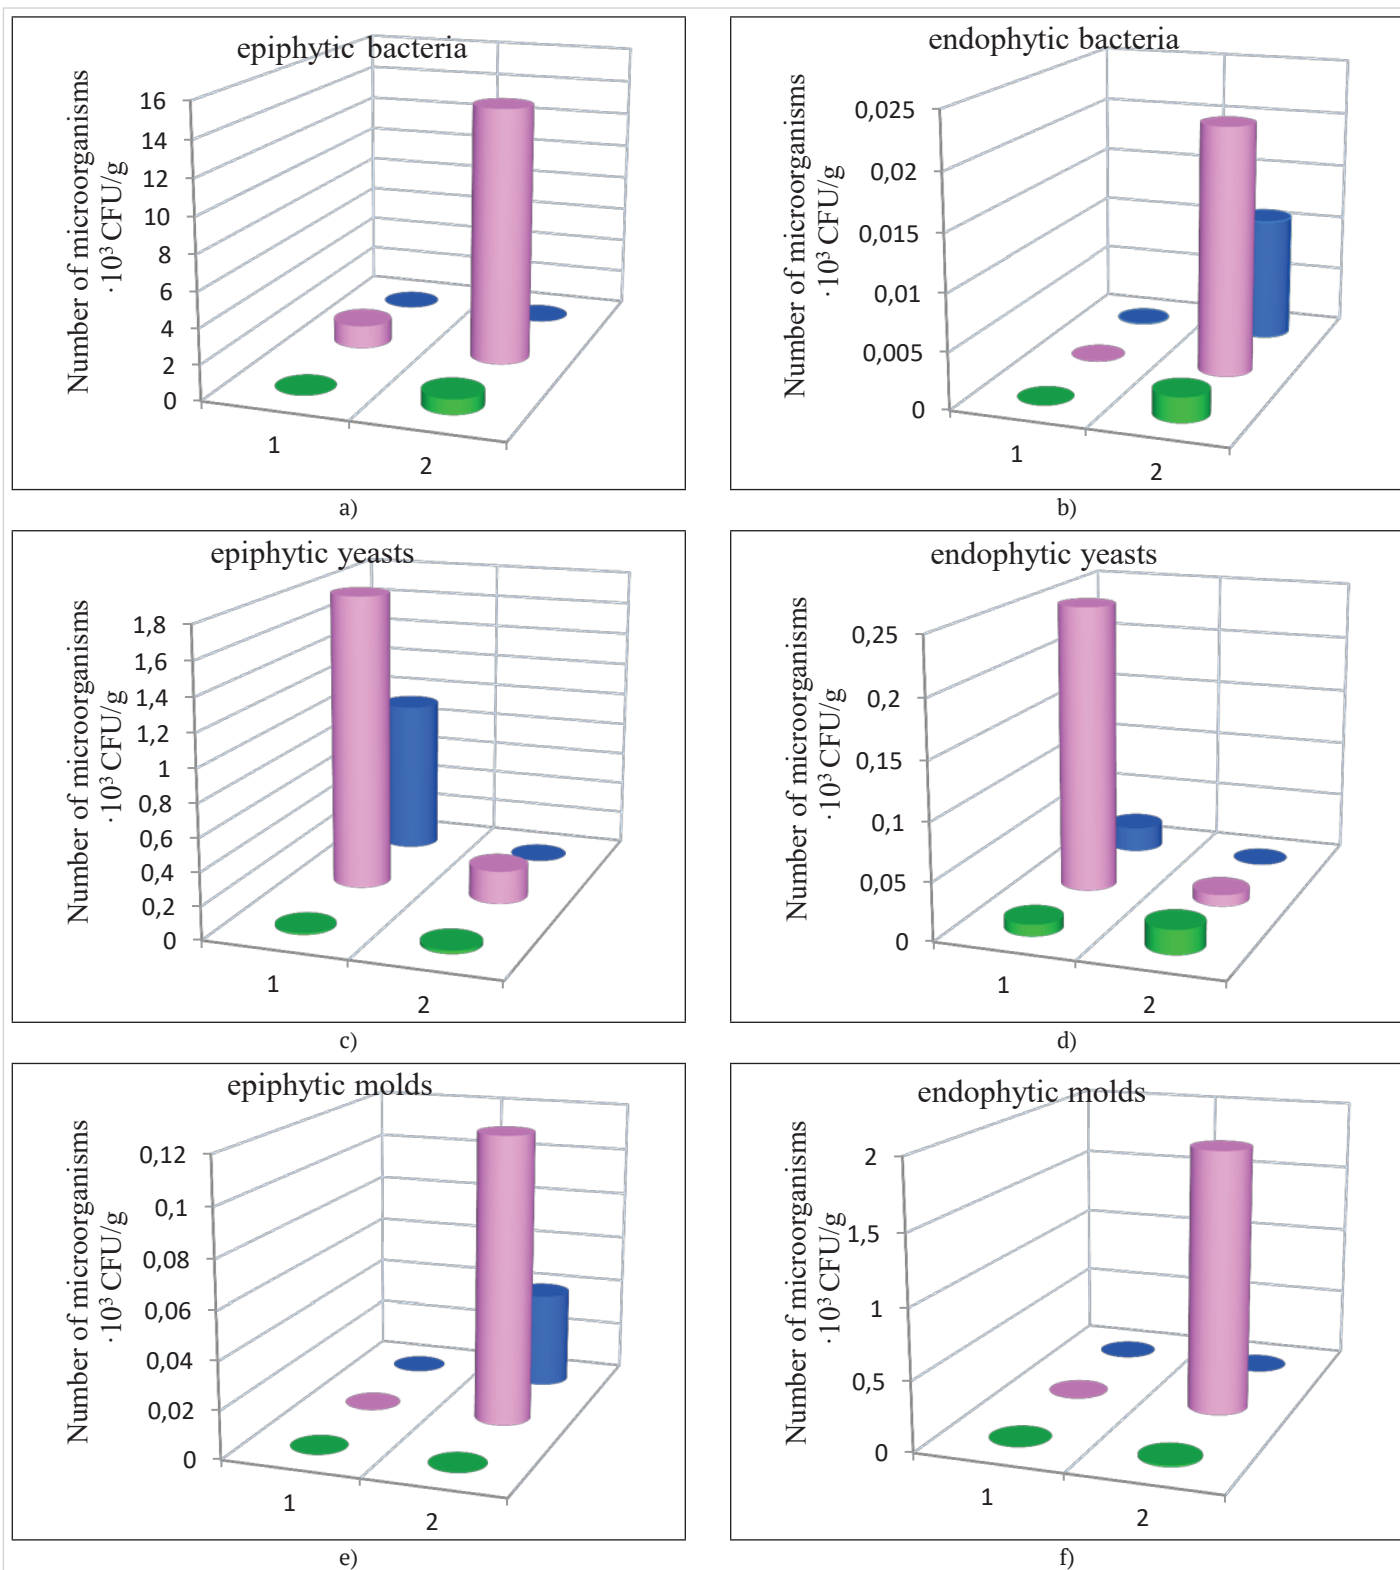 epiphytic bacteria
Number of microorganisms
·10³ CFU/g
16
14
12
10
8
6
4
2
0
1
2
a)
endophytic bacteria
Number of microorganisms
·10³ CFU/g
0,025
0,02
0,015
0,01
0,005
0
1
2
b)
epiphytic yeasts
Number of microorganisms
·10³ CFU/g
1,8
1,6
1,4
1,2
1
0,8
0,6
0,4
0,2
0
1
2
c)
endophytic yeasts
Number of microorganisms
·10³ CFU/g
0,25
0,2
0,15
0,1
0,05
0
1
2
d)
epiphytic molds
Number of microorganisms
·10³ CFU/g
0,12
0,1
0,08
0,06
0,04
0,02
0
1
2
e)
endophytic molds
Number of microorganisms
·10³ CFU/g
2
1,5
1
0,5
0
1
2
f)